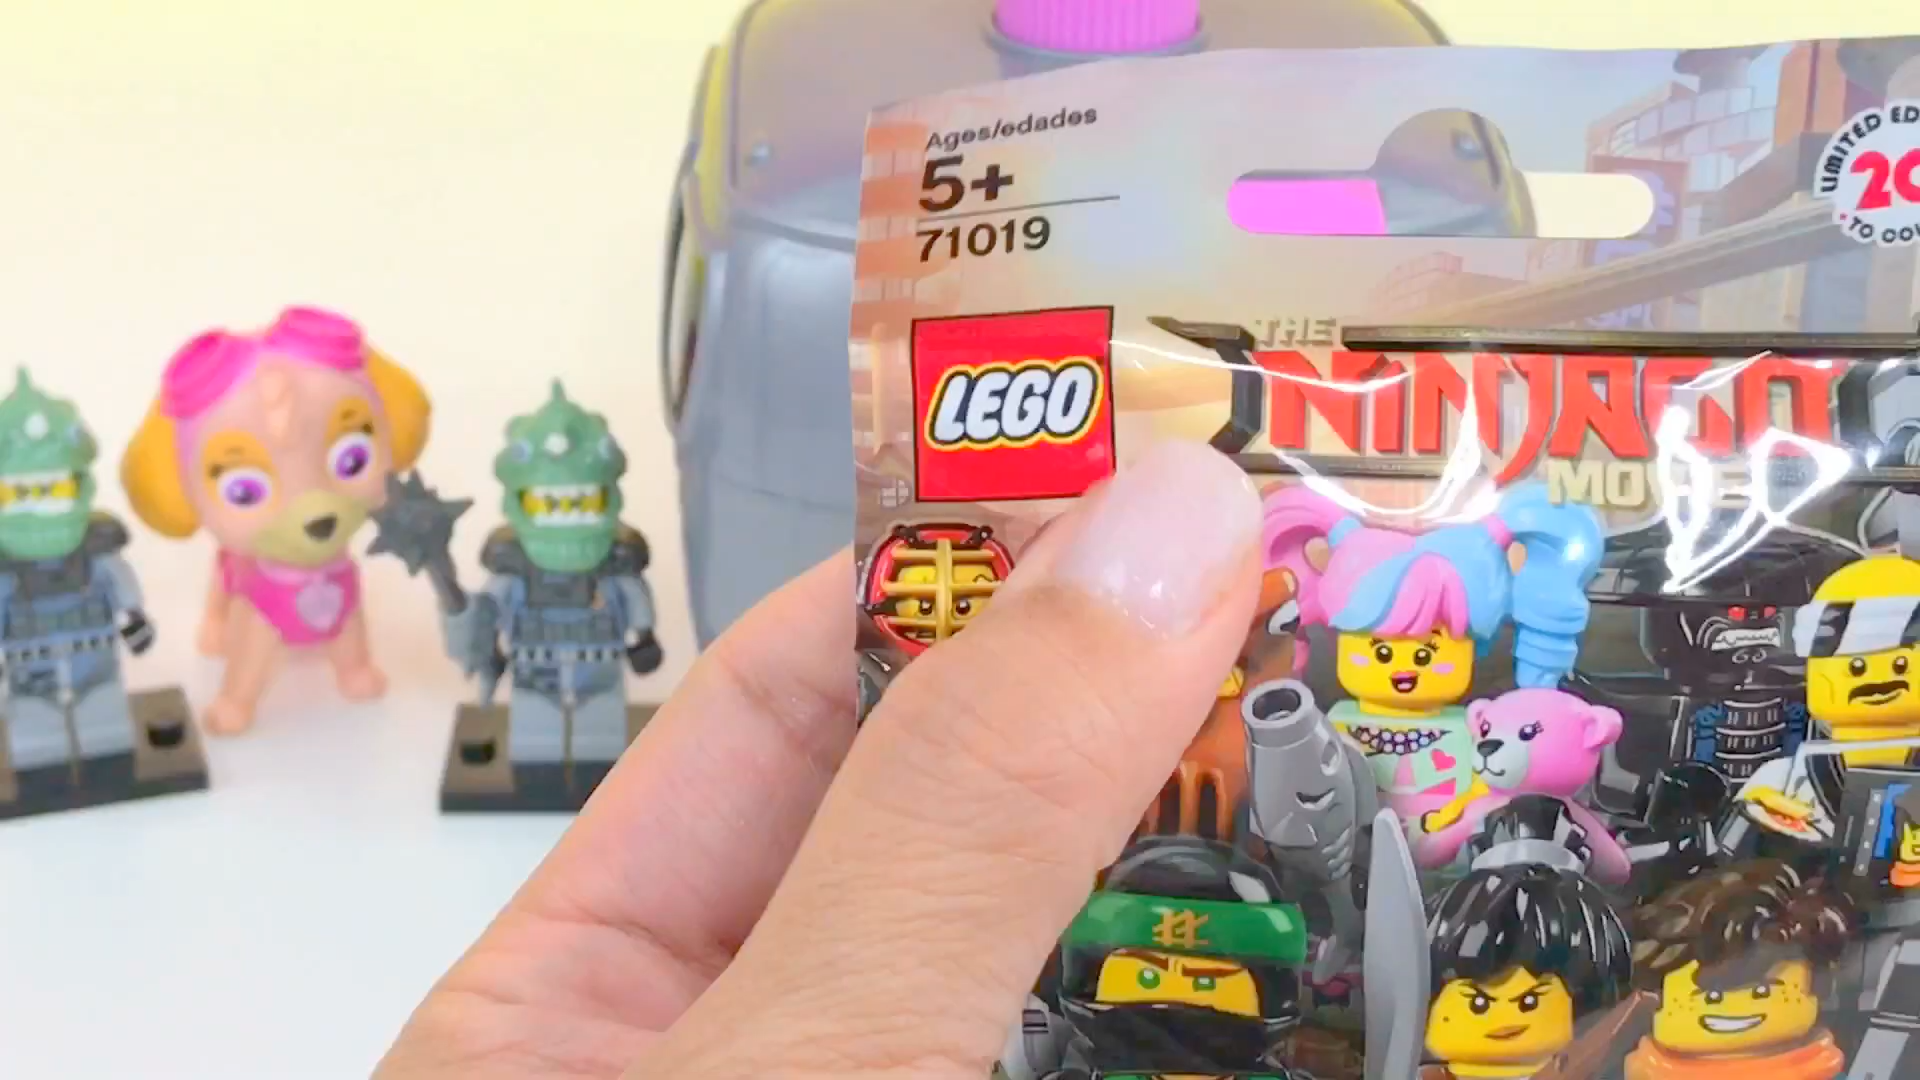 Ages/edades
5+
71019
LIMITED ED
20
TO CO
LEGO
THE
NINJAGO
MOVIE